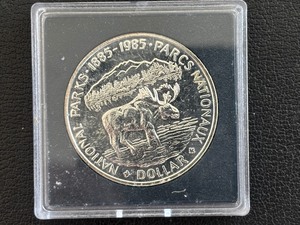 NATIONAL PARKS · 1885-1985 · PARCS NATIONAUX
DOLLAR